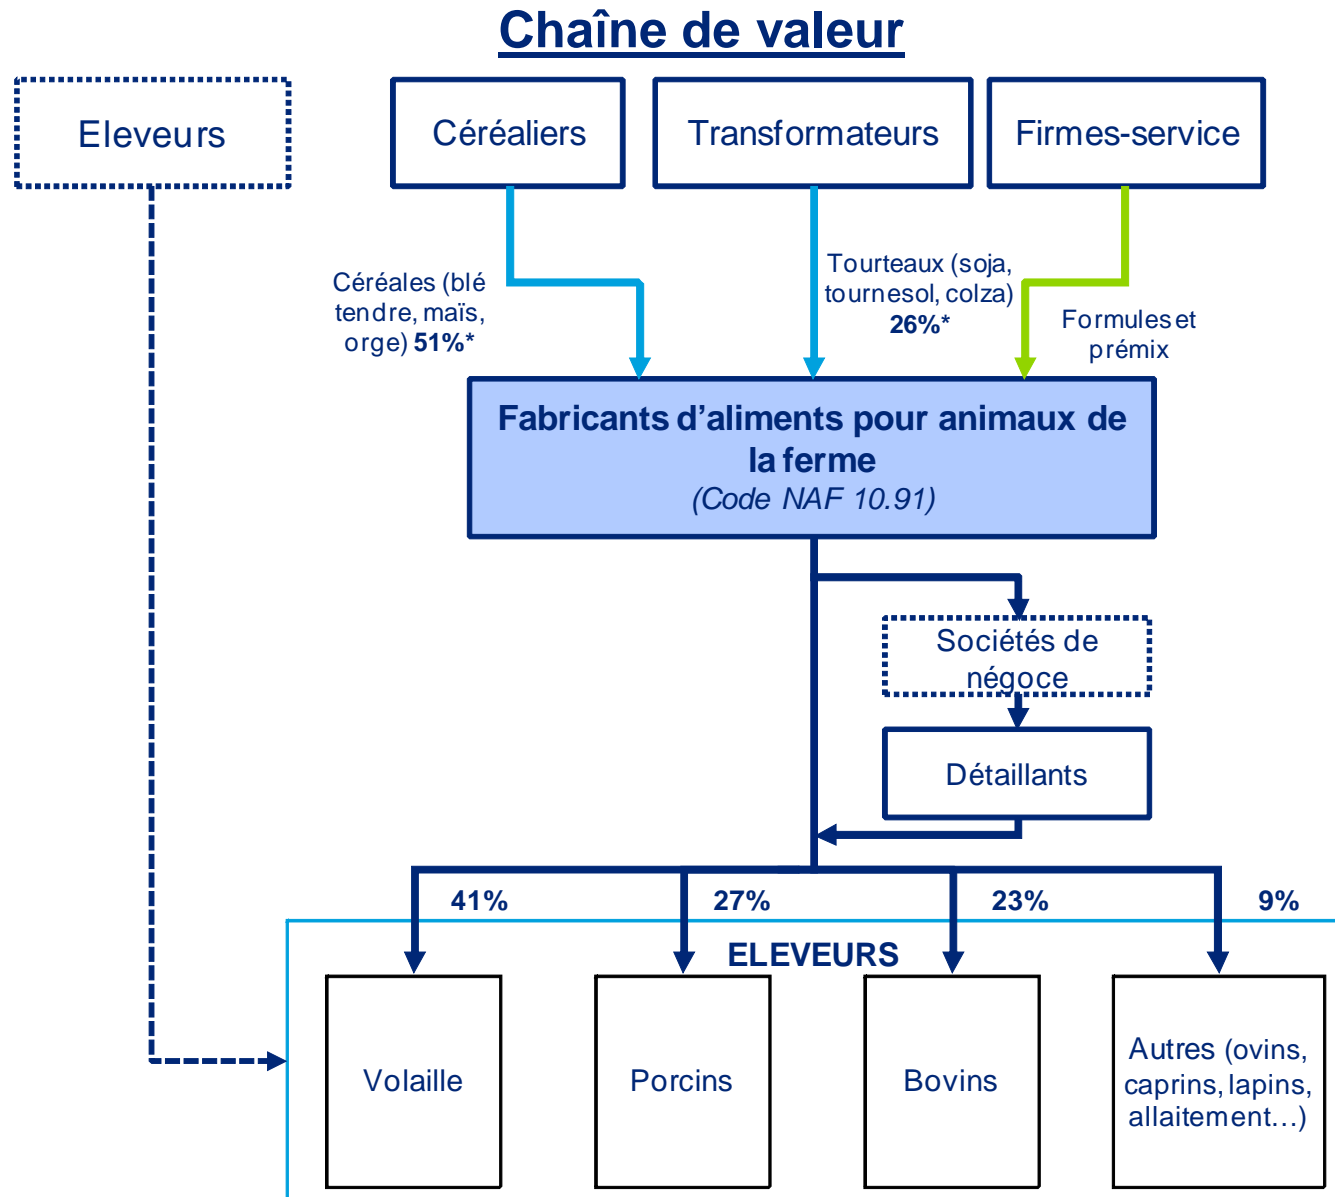 Chaîne de valeur
Eleveurs
Céréaliers
Transformateurs
Firmes-service
Céréales (blé
tendre, maïs,
orge) 51%*
Tourteaux (soja,
tournesol, colza)
26%*
Formules et
prémix
Fabricants d’aliments pour animaux de
la ferme
(Code NAF 10.91)
Sociétés de
négoce
Détaillants
41%
27%
23%
9%
ELEVEURS
Volaille
Porcins
Bovins
Autres (ovins,
caprins, lapins,
allaitement…)